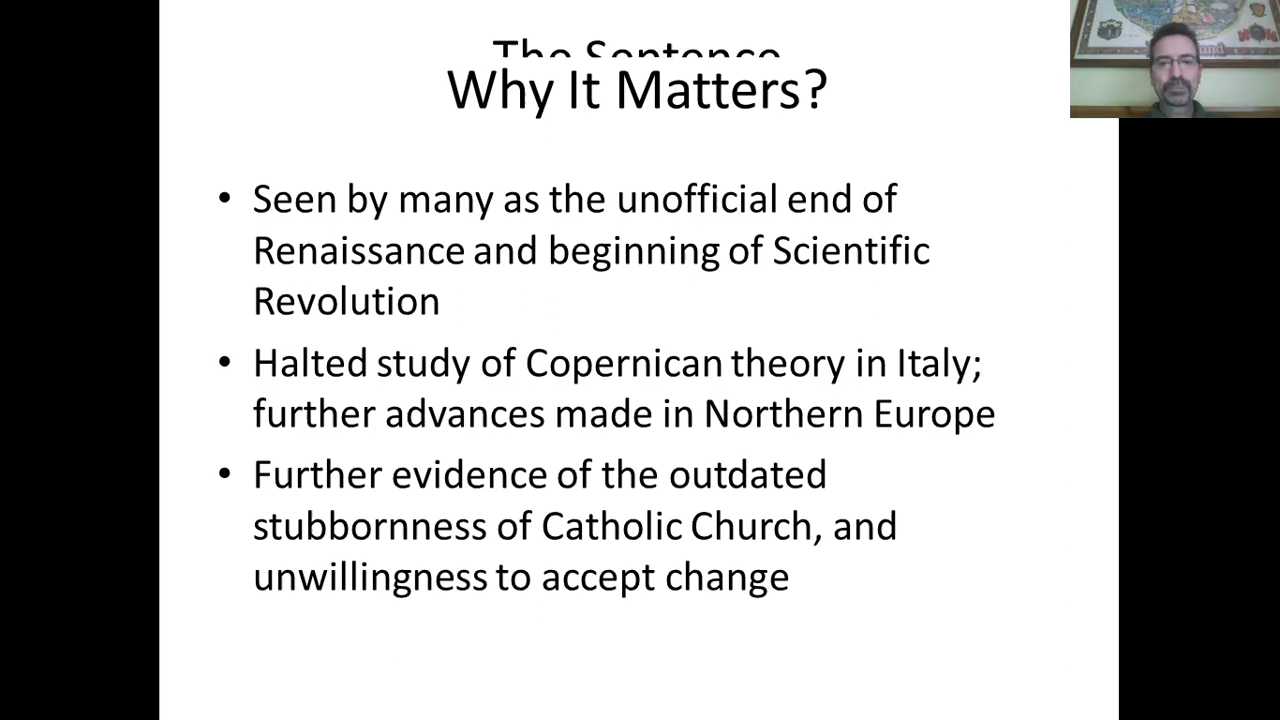 The Sentence
Why It Matters?
• Seen by many as the unofficial end of
Renaissance and beginning of Scientific
Revolution
• Halted study of Copernican theory in Italy;
further advances made in Northern Europe
• Further evidence of the outdated
stubbornness of Catholic Church, and
unwillingness to accept change